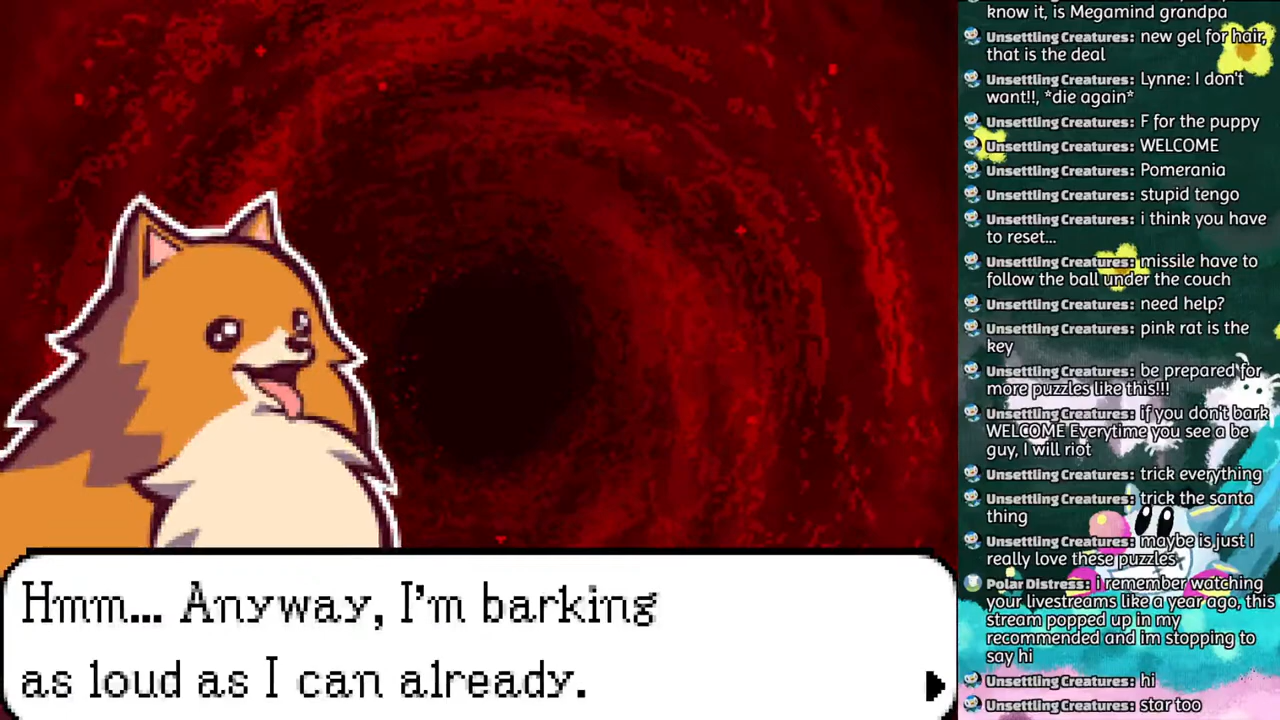 Hmm... Anyway, I'm barking
as loud as I can already.
know it, is Megamind grandpa
Unsettling Creatures: new gel for hair,
that is the deal
Unsettling Creatures: Lynne: I don't
want!!, *die again*
Unsettling Creatures: F for the puppy
Unsettling Creatures: WELCOME
Unsettling Creatures: Pomerania
Unsettling Creatures: stupid tengo
Unsettling Creatures: i think you have
to reset...
Unsettling Creatures: missile have to
follow the ball under the couch
Unsettling Creatures: need help?
Unsettling Creatures: pink rat is the
key
Unsettling Creatures: be prepared for
more puzzles like this!!!
Unsettling Creatures: if you don't bark
WELCOME Everytime you see a be
guy, I will riot
Unsettling Creatures: trick everything
Unsettling Creatures: trick the santa
thing
Unsettling Creatures: maybe is just I
really love these puzzles
Polar Distress: i remember watching
your livestreams like a year ago, this
stream popped up in my
recommended and im stopping to
say hi
Unsettling Creatures: hi
Unsettling Creatures: star too